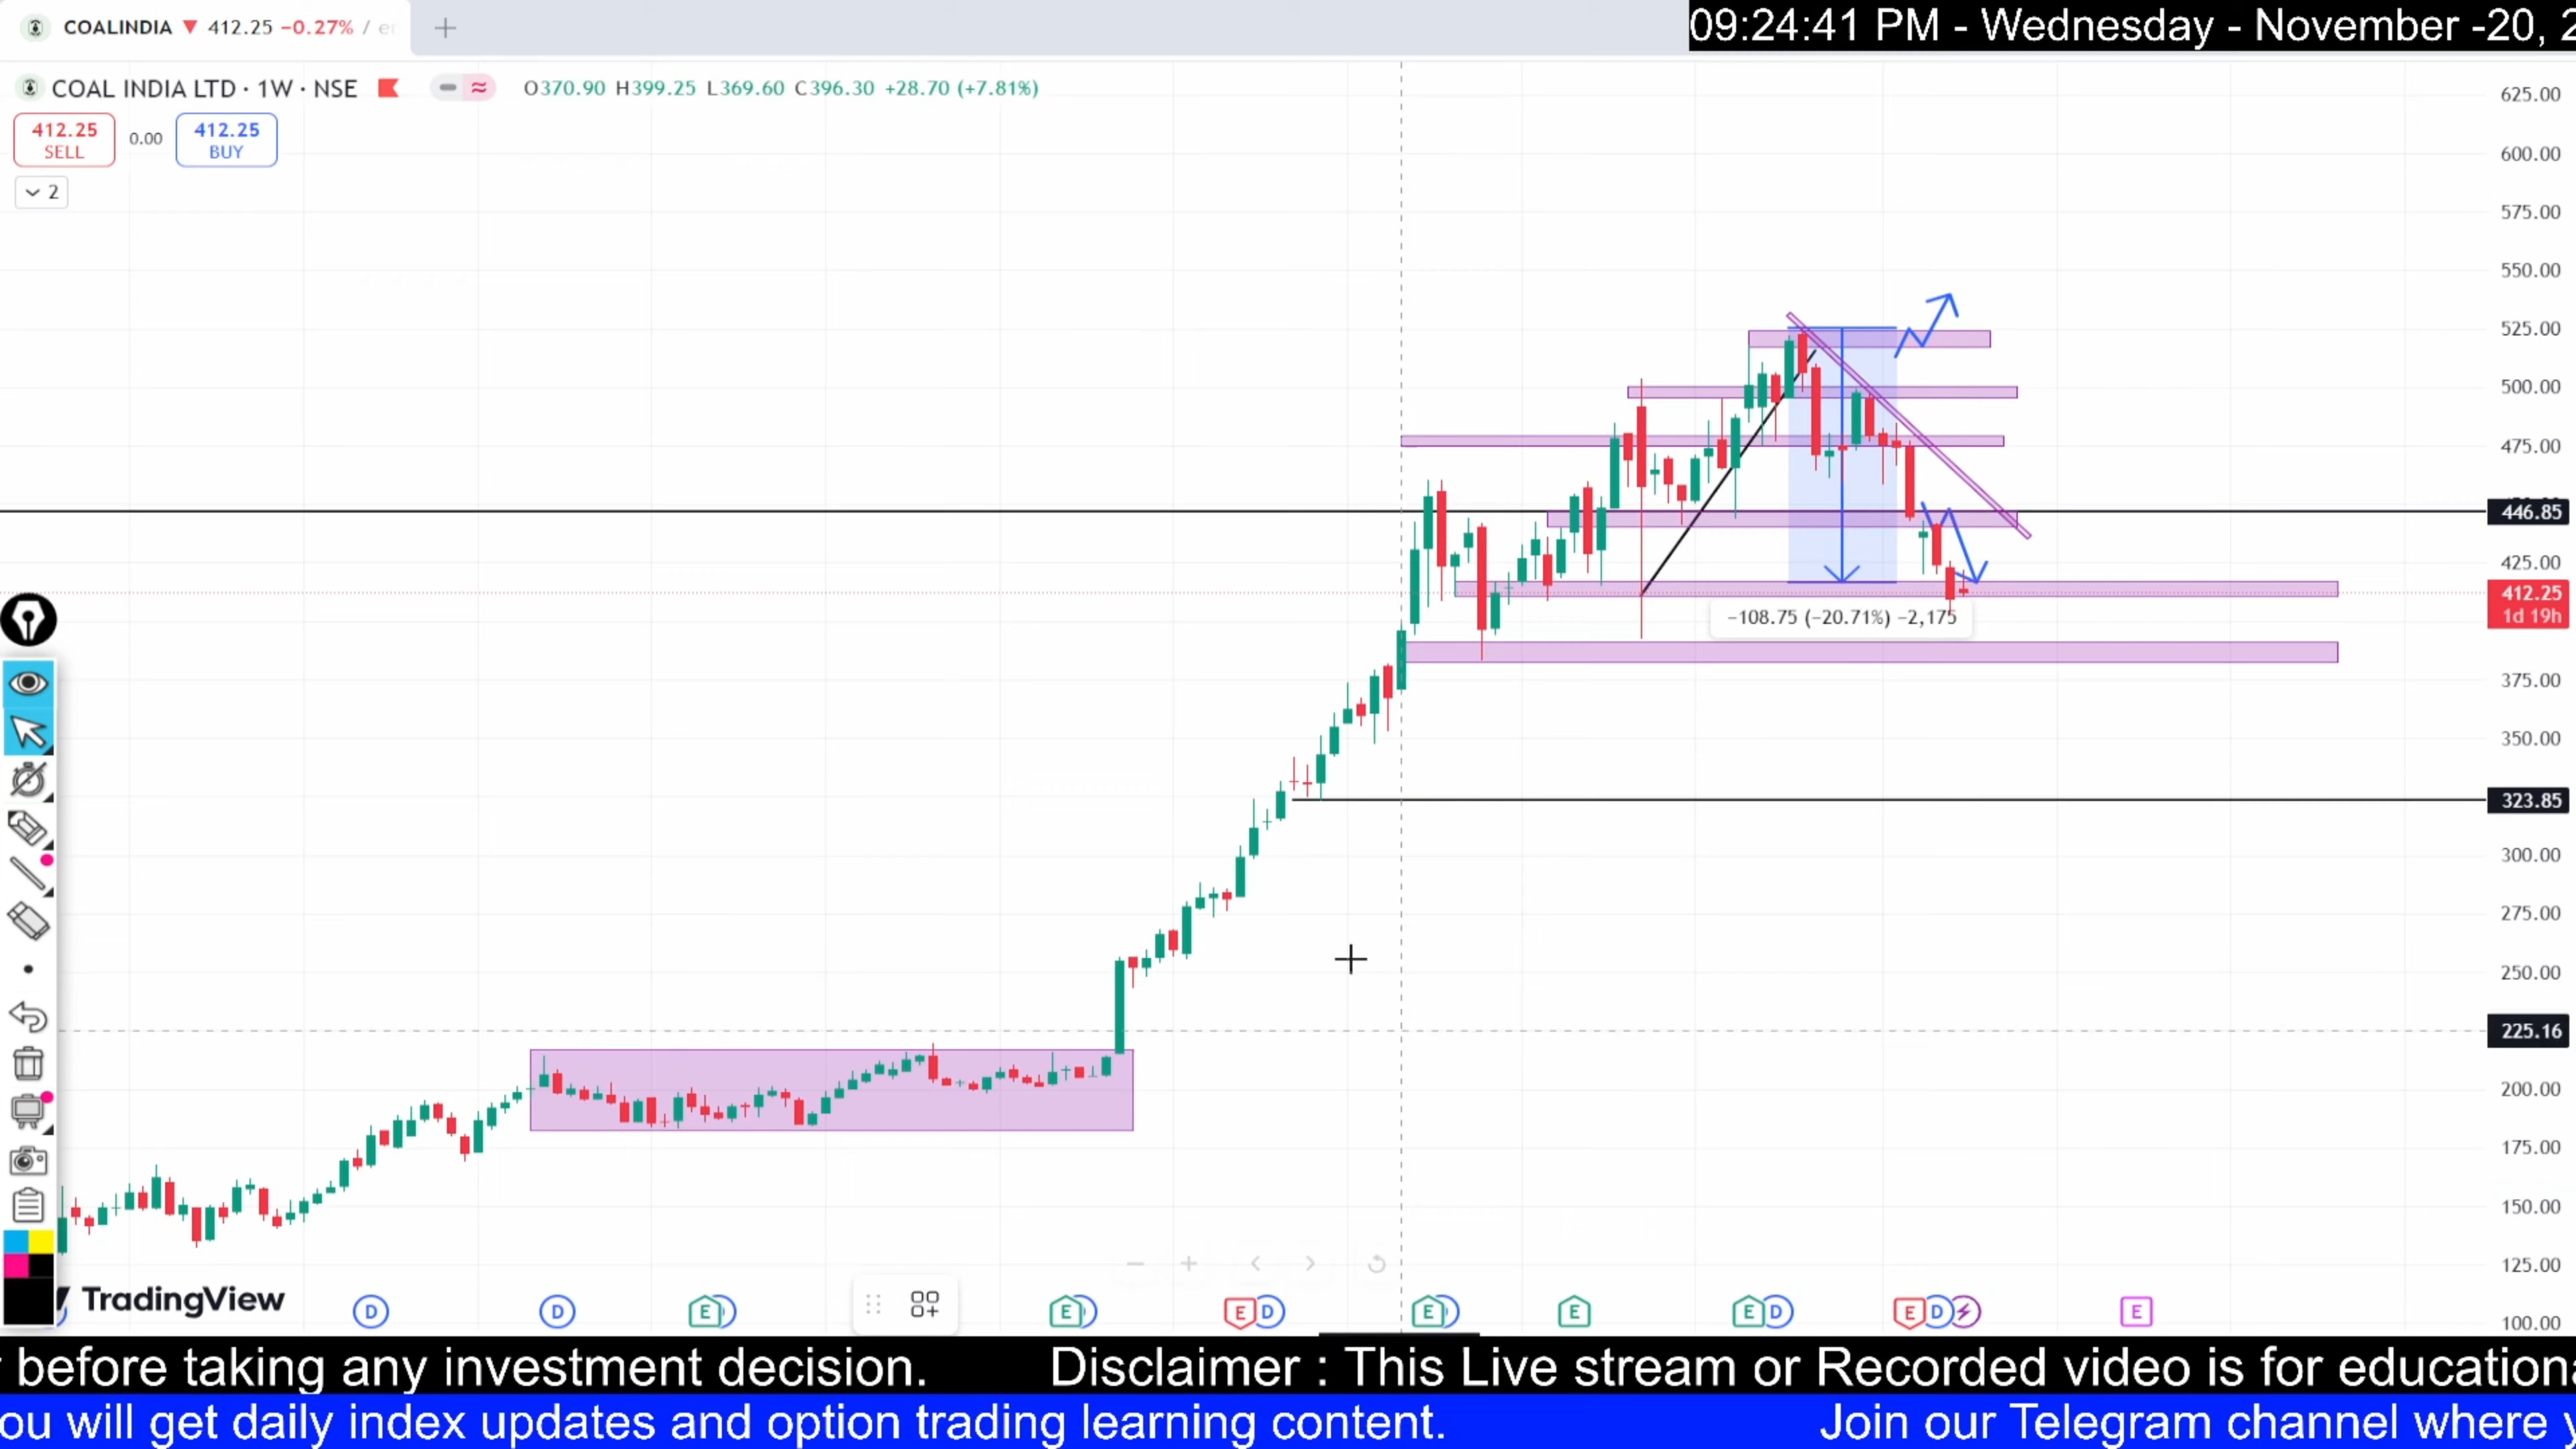 COALINDIA ▼ 412.25 −0.27% /
09:24:41 PM - Wednesday - November -20,
COAL INDIA LTD · 1W · NSE
O370.90 H399.25 L369.60 C396.30 +28.70 (+7.81%)
412.25
SELL
0.00
412.25
BUY
2
625.00
600.00
575.00
550.00
525.00
500.00
475.00
446.85
425.00
412.25
1d 19h
−108.75 (−20.71%) −2,175
375.00
350.00
323.85
300.00
275.00
250.00
225.16
200.00
175.00
150.00
125.00
100.00
TradingView
D D E E E D E E E D E D E
before taking any investment decision. Disclaimer : This Live stream or Recorded video is for
ou will get daily index updates and option trading learning content. Join our Telegram channel where